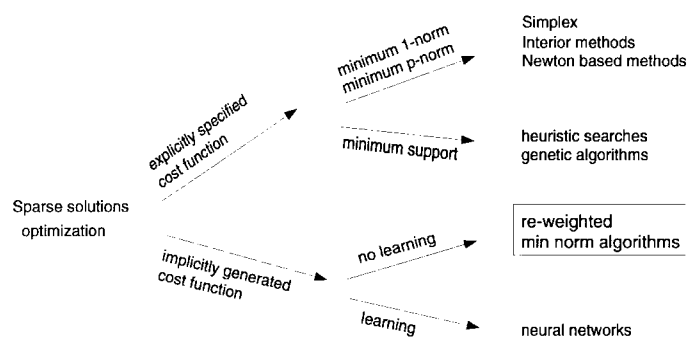 Sparse solutions
optimization
explicitly specified
cost function
minimum 1-norm
minimum p-norm
Simplex
Interior methods
Newton based methods
minimum support
heuristic searches
genetic algorithms
implicitly generated
cost function
no learning
re-weighted
min norm algorithms
learning
neural networks